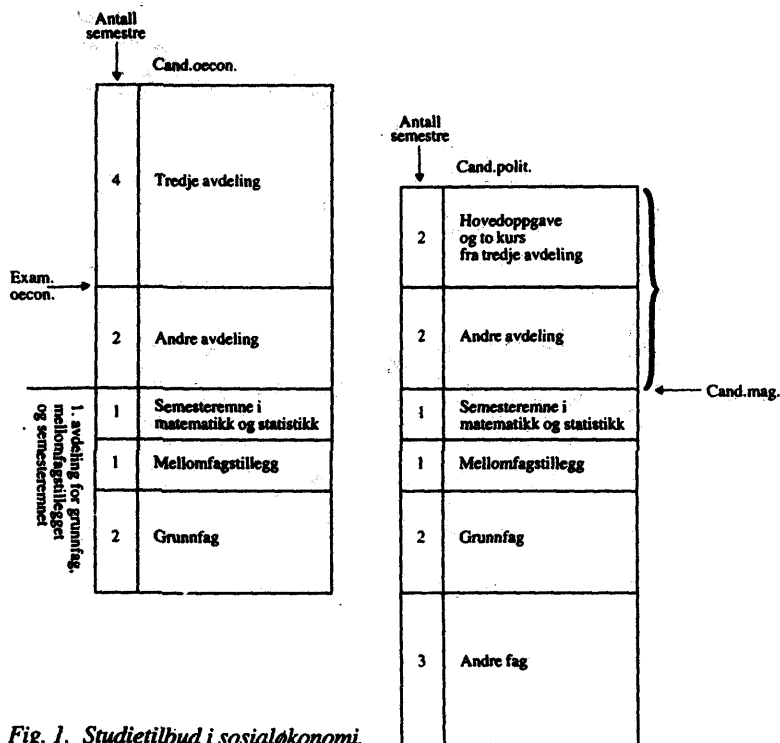 Antall
semestre
Cand.oecon.
4 Tredje avdeling
Exam.
oecon.
2 Andre avdeling
1 Semesteremne i
matematikk og statistikk
1 Mellomfagstillegg
2 Grunnfag
1. avdeling for grunnfag,
mellomfagstillegget
og semesteremnet
Antall
semestre
Cand.polit.
2 Hovedoppgave
og to kurs
fra tredje avdeling
2 Andre avdeling
Cand.mag.
1 Semesteremne i
matematikk og statistikk
1 Mellomfagstillegg
2 Grunnfag
3 Andre fag
Fig. 1. Studietilbud i sosialøkonomi.